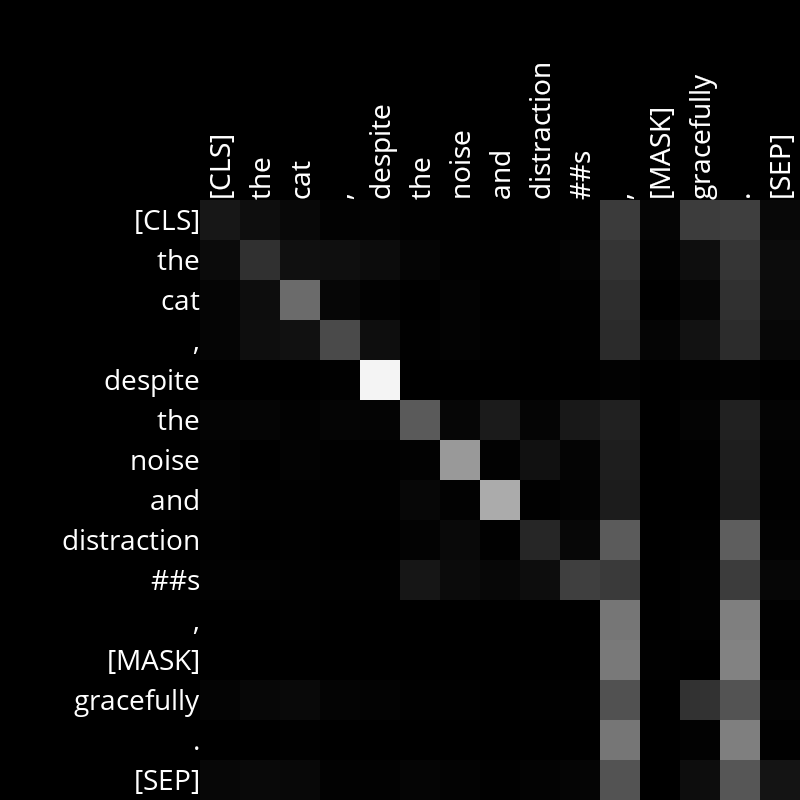 [CLS]
the
cat
,
despite
the
noise
and
distraction
##s
,
[MASK]
gracefully
.
[SEP]
[CLS]
the
cat
,
despite
the
noise
and
distraction
##s
,
[MASK]
gracefully
.
[SEP]